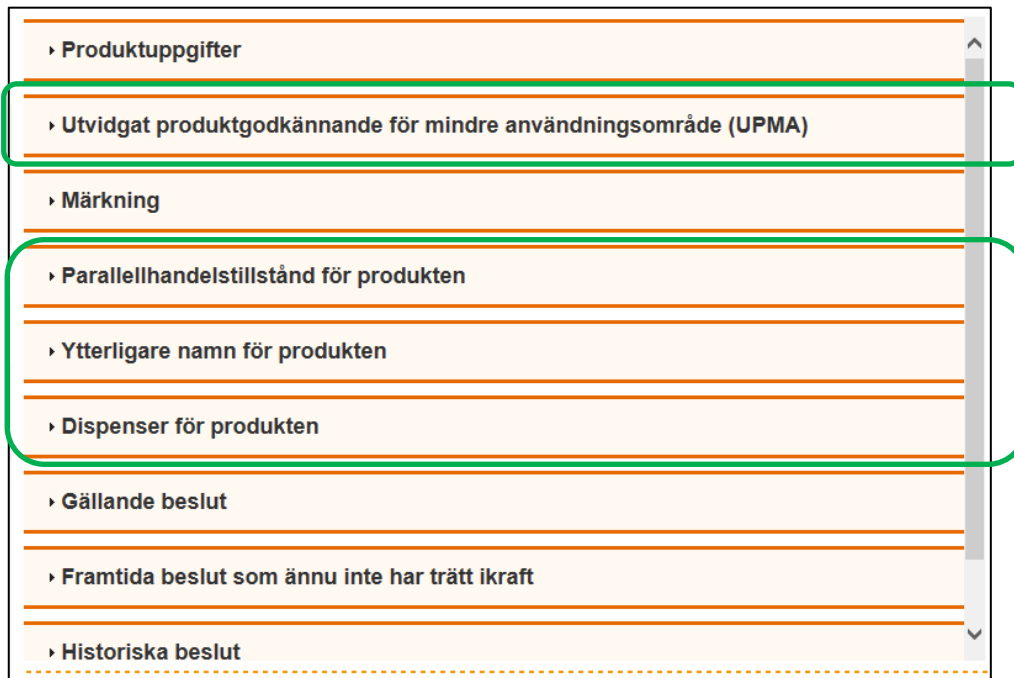 Produktuppgifter
Utvidgat produktgodkännande för mindre användningsområde (UPMA)
Märkning
Parallellhandelstillstånd för produkten
Ytterligare namn för produkten
Dispenser för produkten
Gällande beslut
Framtida beslut som ännu inte har trätt ikraft
Historiska beslut